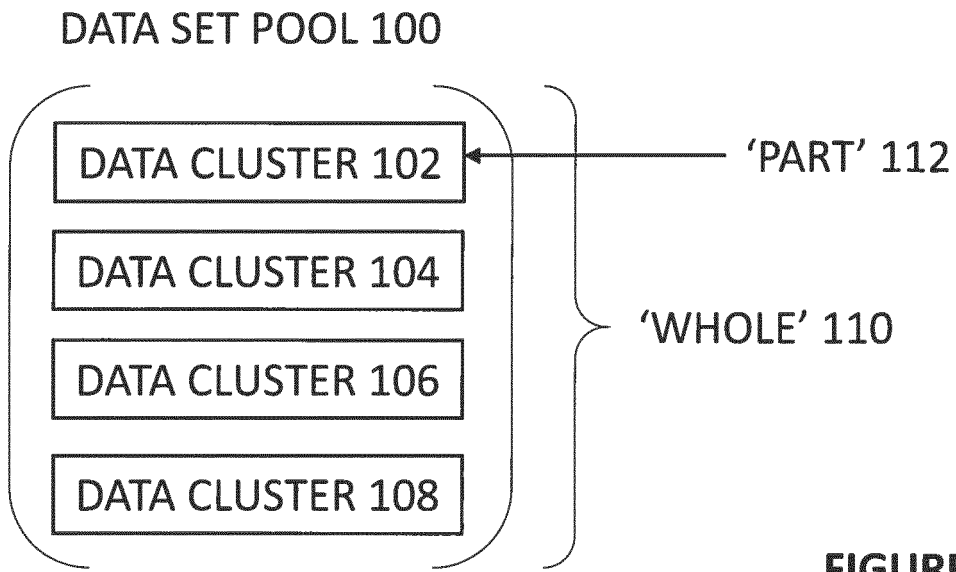 DATA SET POOL 100
DATA CLUSTER 102
'PART' 112
DATA CLUSTER 104
'WHOLE' 110
DATA CLUSTER 106
DATA CLUSTER 108
FIGURE